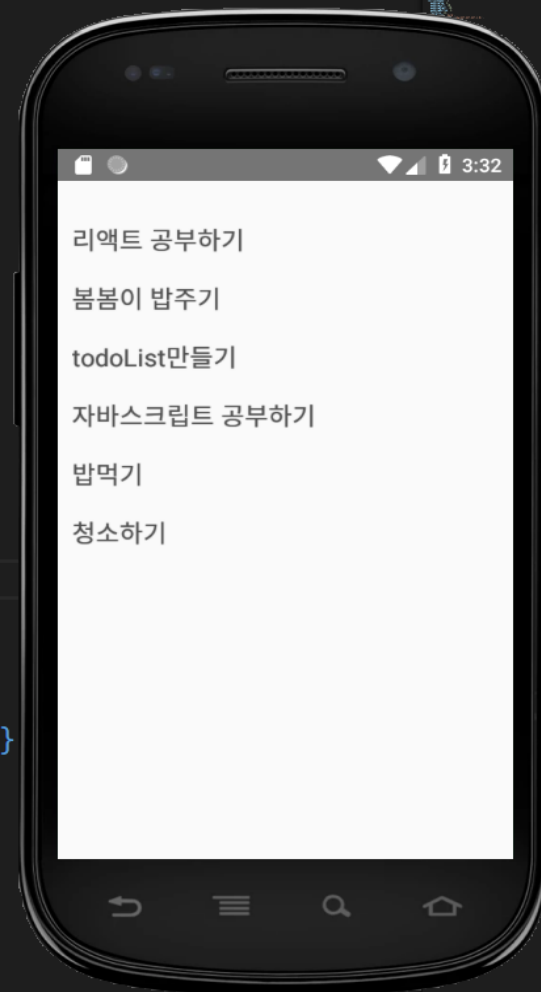 3:32
리액트 공부하기
봄봄이 밥주기
todoList만들기
자바스크립트 공부하기
밥먹기
청소하기
}